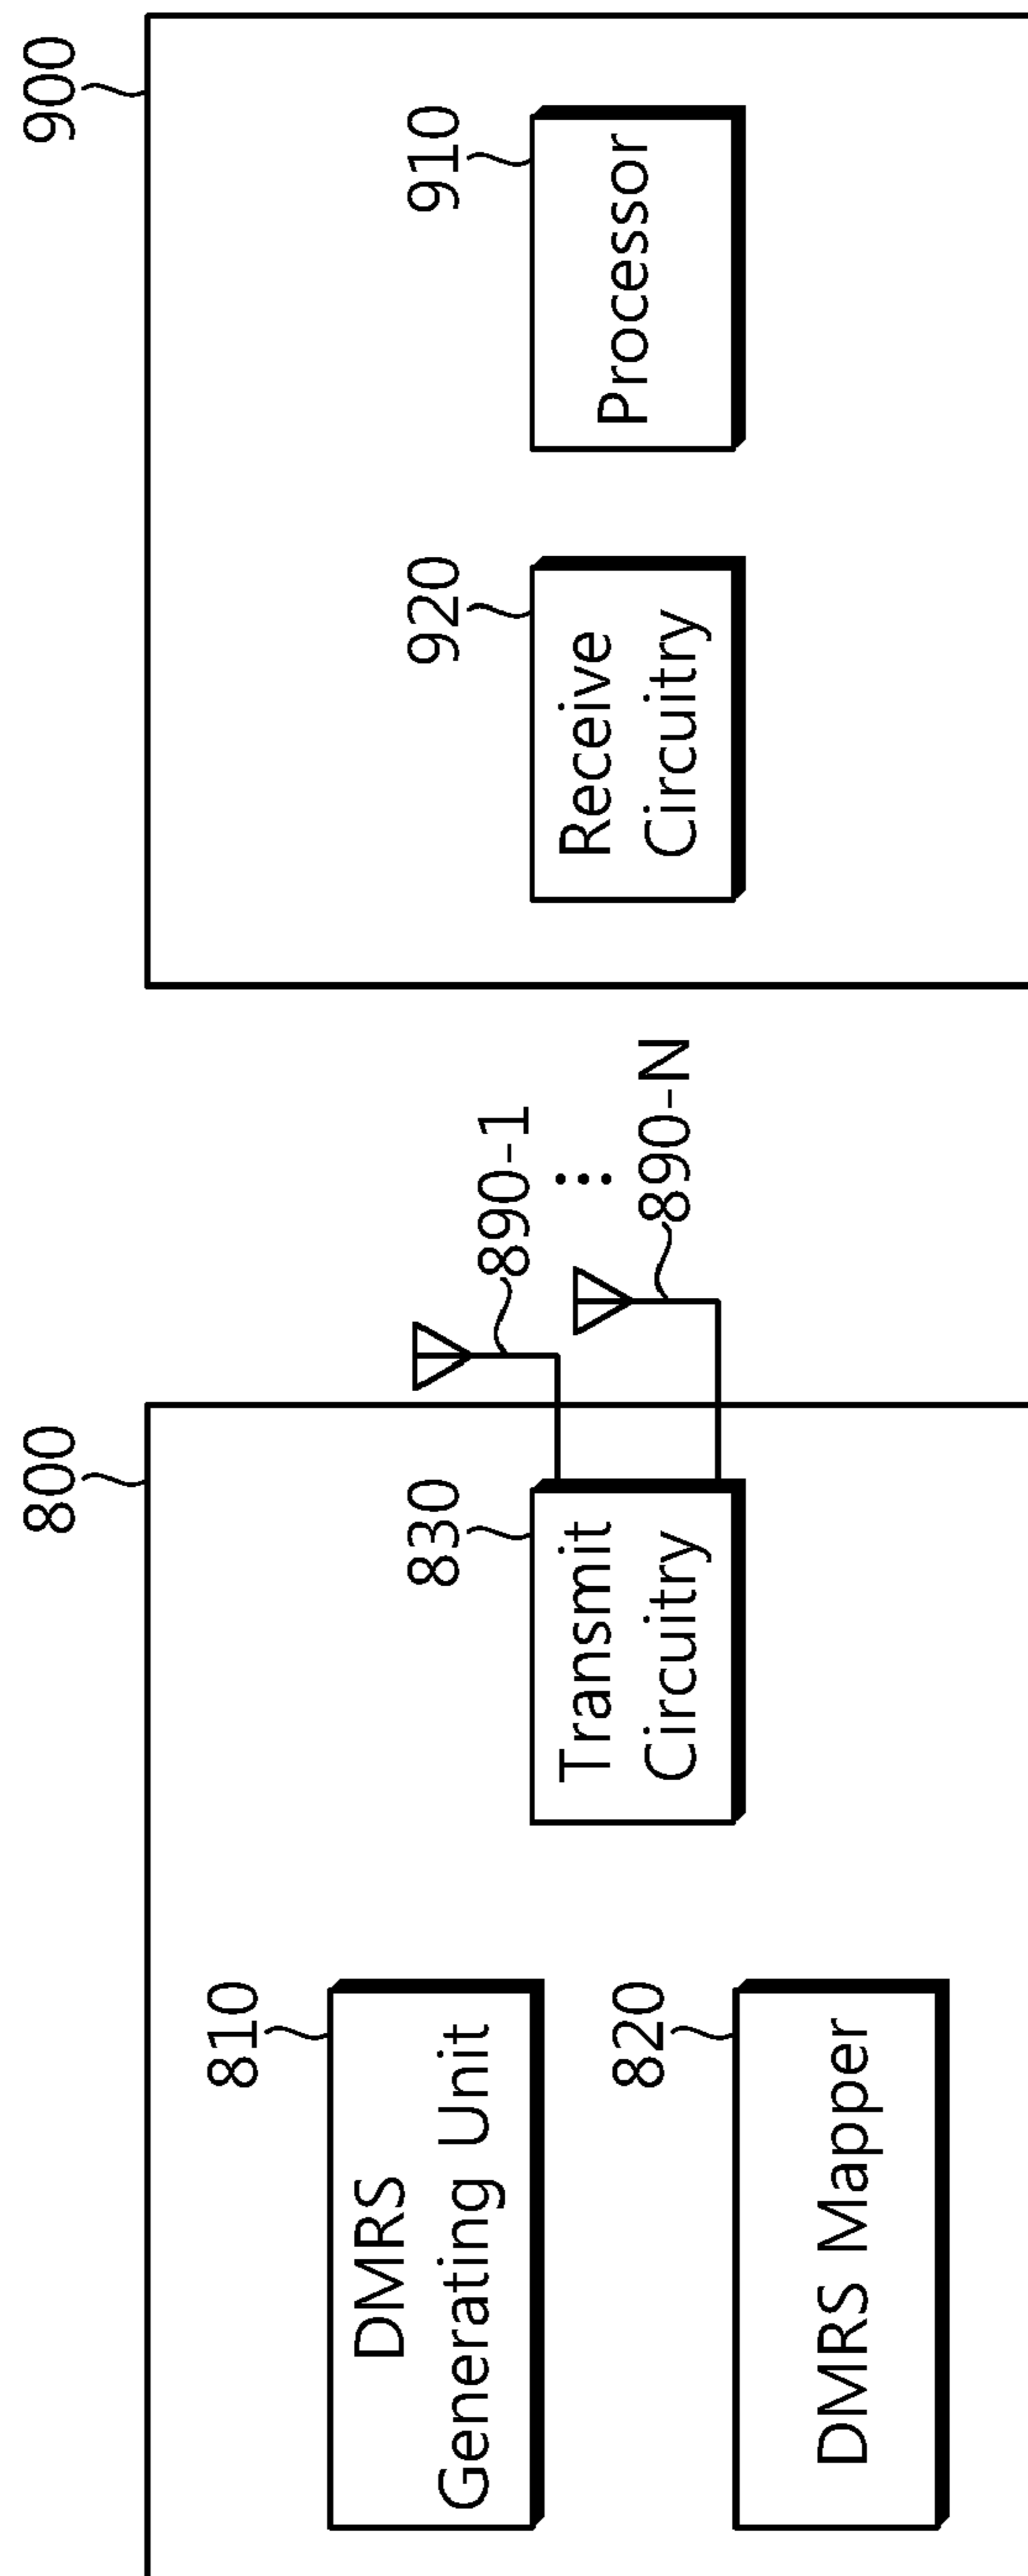 800
810
DMRS
Generating Unit
820
DMRS Mapper
830
Transmit
Circuitry
890-1
⋮
890-N
900
920
Receive
Circuitry
910
Processor